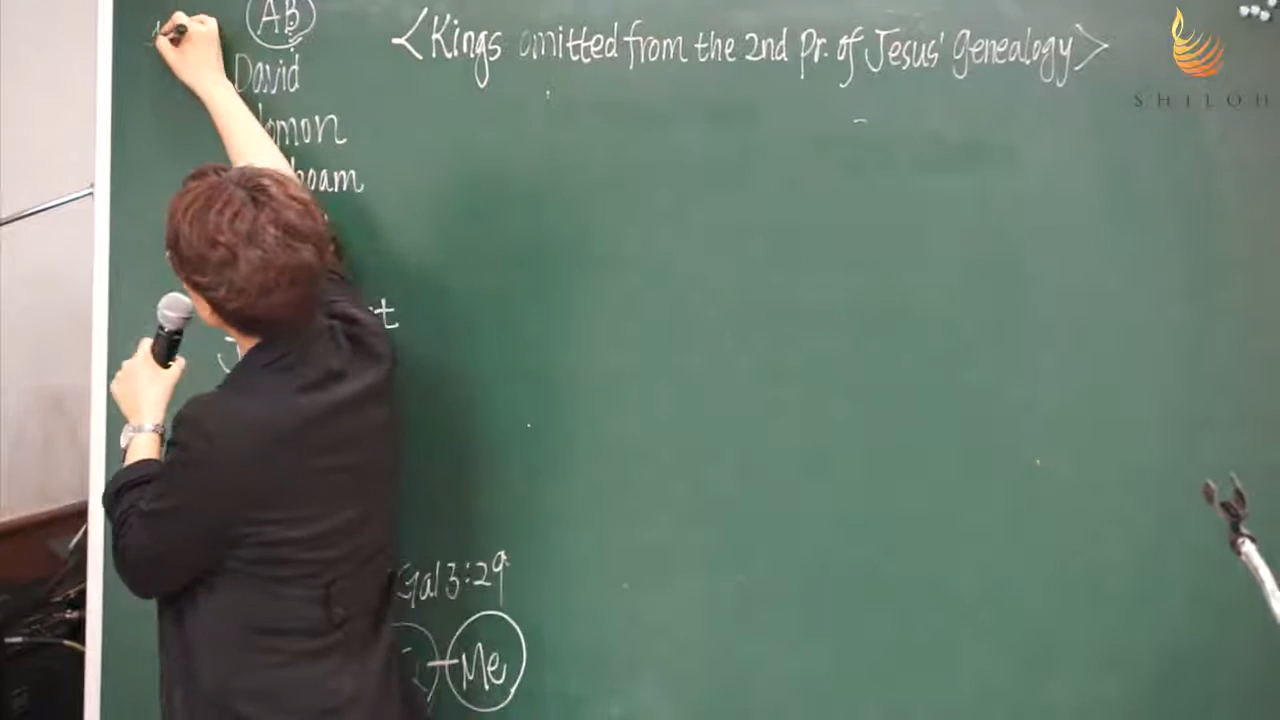 AB
<Kings omitted from the 2nd Pr. of Jesus' Genealogy>
SHILOH
David
Gal 3:29
Me